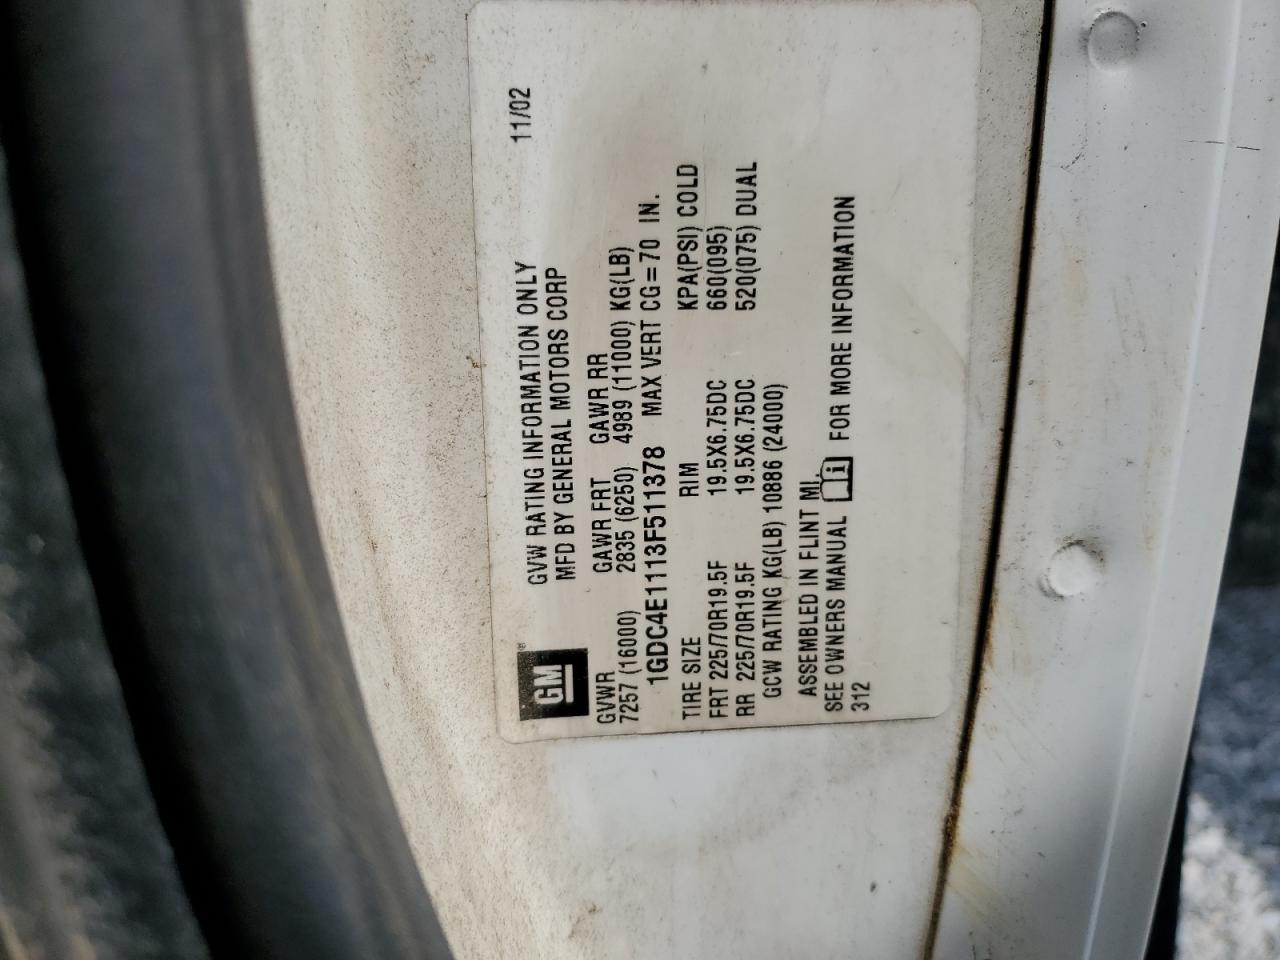 11/02
GVW RATING INFORMATION ONLY
GM® MFD BY GENERAL MOTORS CORP
GVWR GAWR FRT GAWR RR
7257 (16000) 2835 (6250) 4989 (11000) KG(LB)
1GDC4E1113F511378 MAX VERT CG = 70 IN.
TIRE SIZE RIM KPA(PSI) COLD
FRT 225/70R19.5F 19.5X6.75DC 660(095)
RR 225/70R19.5F 19.5X6.75DC 520(075) DUAL
GCW RATING KG(LB) 10886 (24000)
ASSEMBLED IN FLINT MI.
SEE OWNERS MANUAL i FOR MORE INFORMATION
312